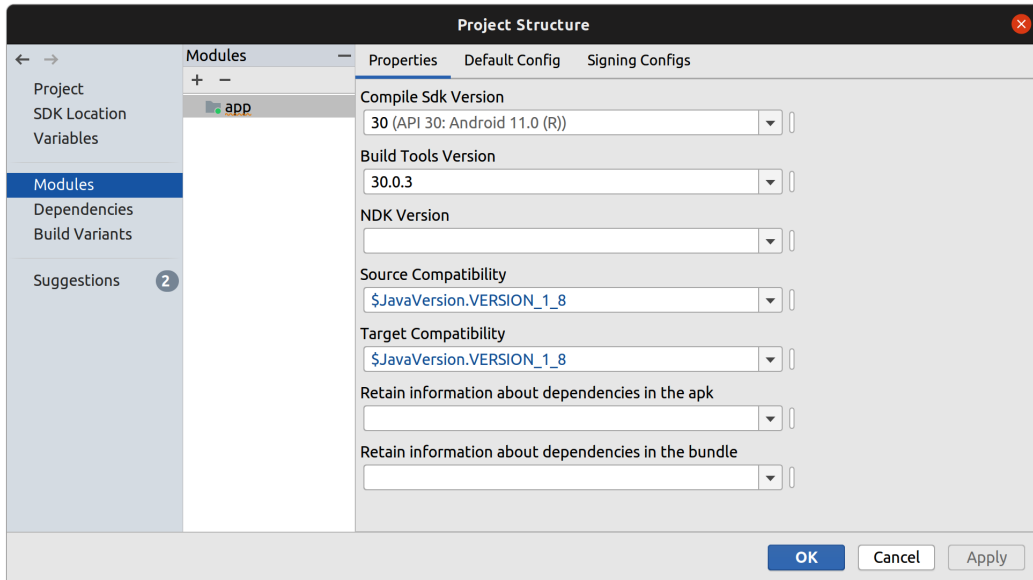 Project Structure
Project
SDK Location
Variables
Modules
Dependencies
Build Variants
Suggestions 2
Modules
app
Properties Default Config Signing Configs
Compile Sdk Version
30 (API 30: Android 11.0 (R))
Build Tools Version
30.0.3
NDK Version
Source Compatibility
$JavaVersion.VERSION_1_8
Target Compatibility
$JavaVersion.VERSION_1_8
Retain information about dependencies in the apk
Retain information about dependencies in the bundle
OK Cancel Apply